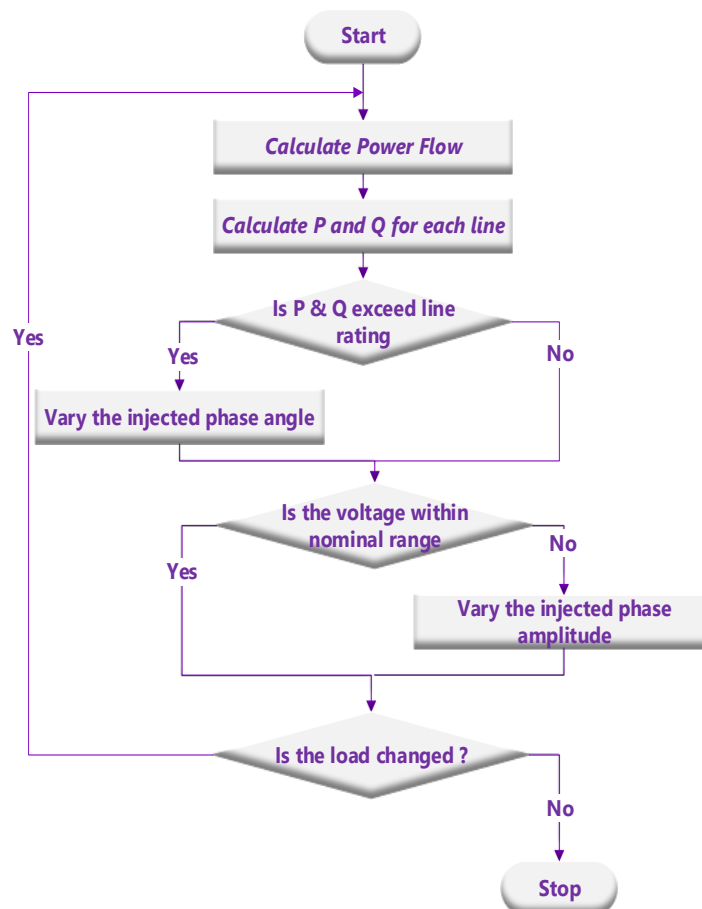 Start
Calculate Power Flow
Calculate P and Q for each line
Is P & Q exceed line
rating
Yes
No
Yes
Vary the injected phase angle
Is the voltage within
nominal range
No
Yes
Vary the injected phase
amplitude
Is the load changed ?
No
Stop